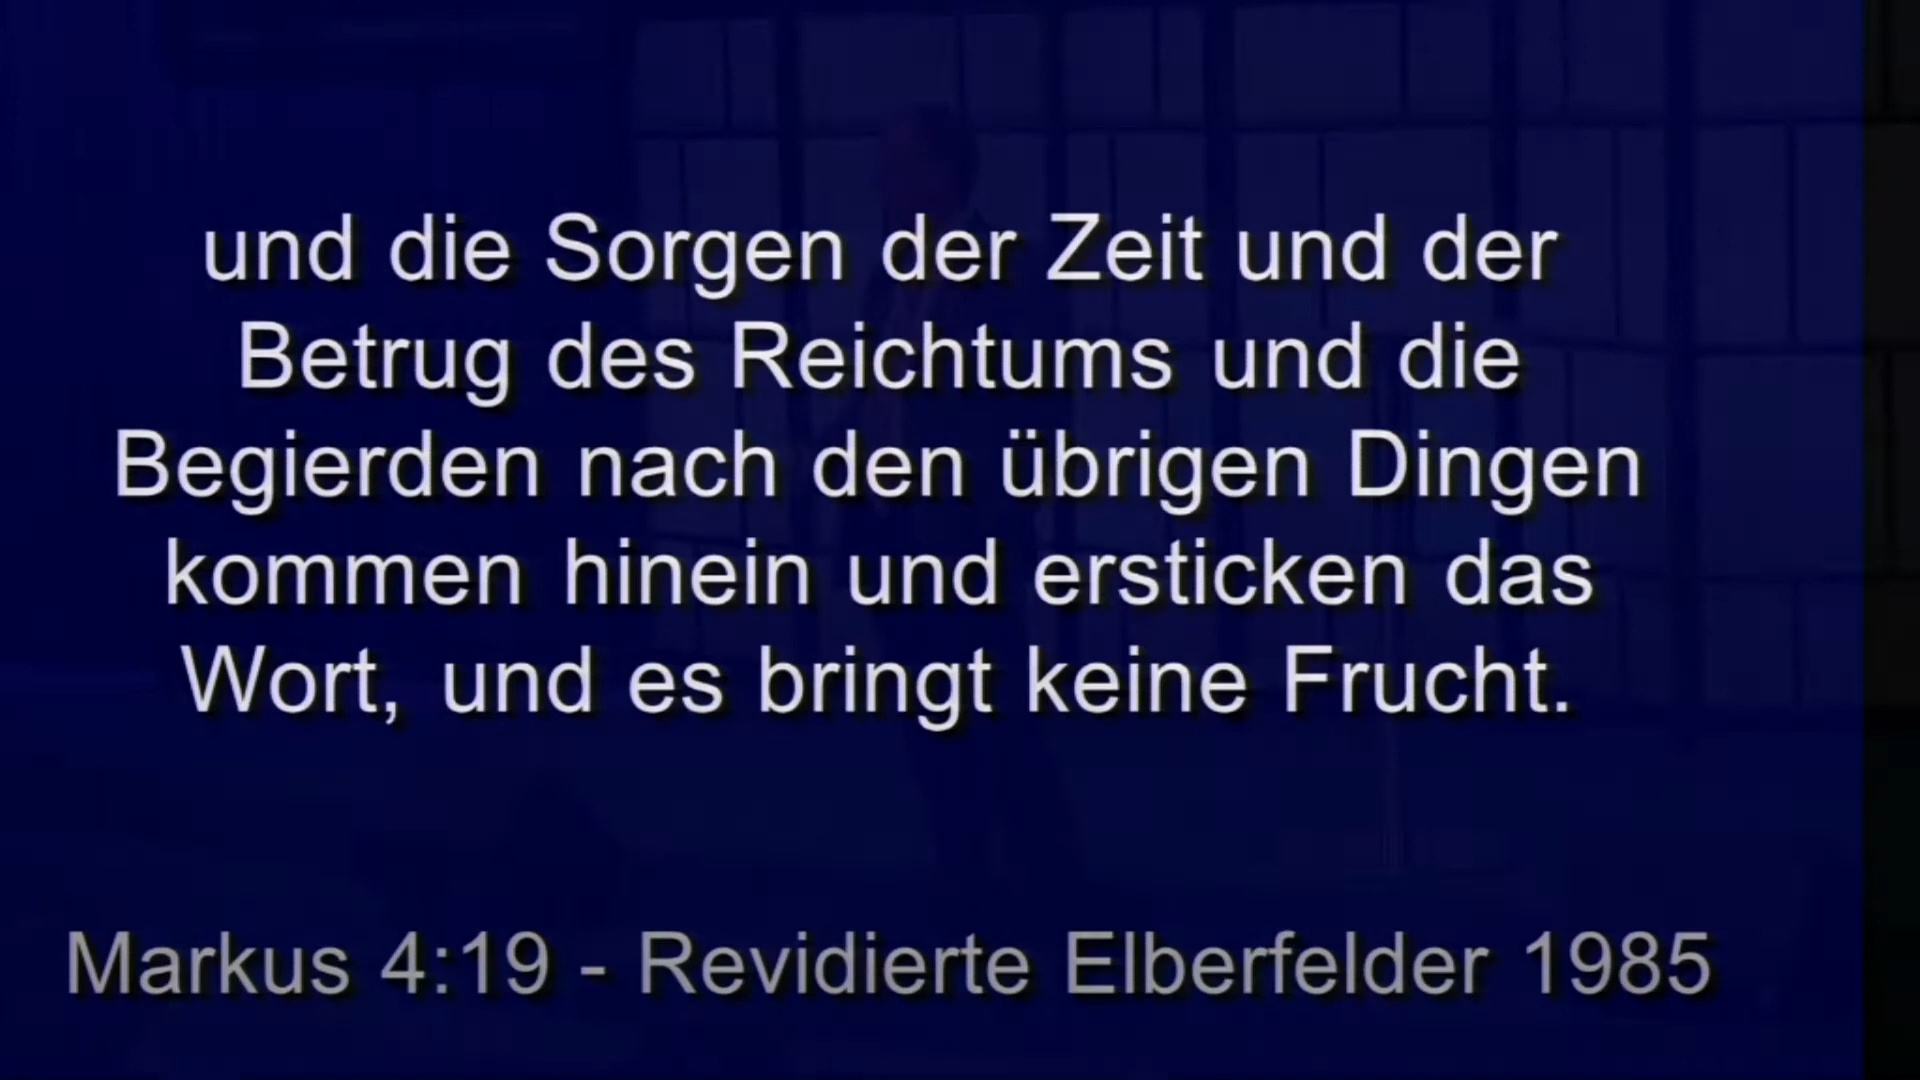 und die Sorgen der Zeit und der
Betrug des Reichtums und die
Begierden nach den übrigen Dingen
kommen hinein und ersticken das
Wort, und es bringt keine Frucht.
Markus 4:19 - Revidierte Elberfelder 1985